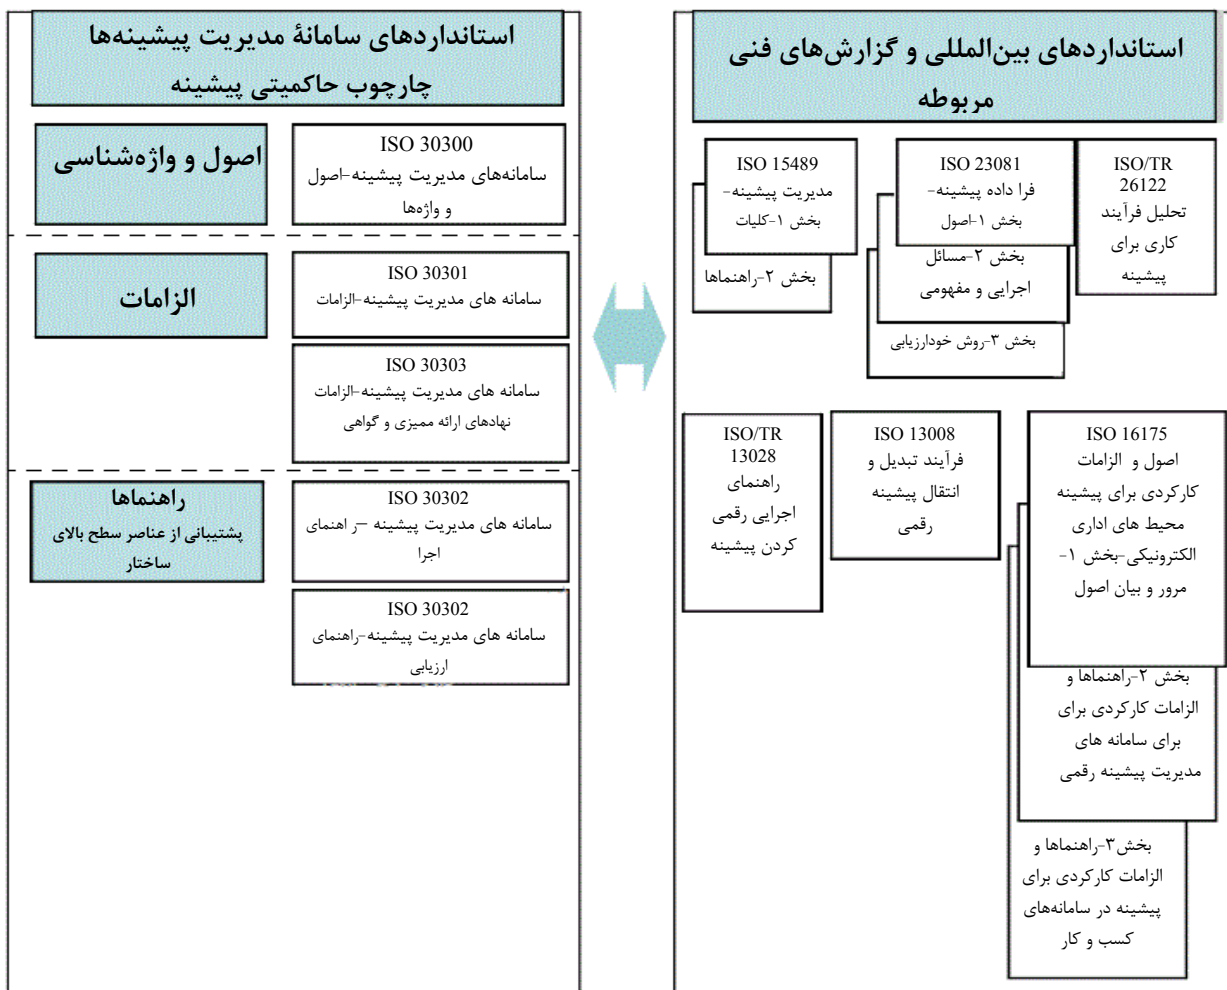 استانداردهای سامانهٔ مدیریت پیشینه‌ها
چارچوب حاکمیتی پیشینه
اصول و واژه‌شناسی
ISO 30300
سامانه‌های مدیریت پیشینه-اصول
و واژه‌ها
الزامات
ISO 30301
سامانه های مدیریت پیشینه-الزامات
ISO 30303
سامانه های مدیریت پیشینه-الزامات
نهادهای ارائه ممیزی و گواهی
راهنماها
پشتیبانی از عناصر سطح بالای
ساختار
ISO 30302
سامانه های مدیریت پیشینه –ر اهنمای
اجرا
ISO 30302
سامانه های مدیریت پیشینه-راهنمای
ارزیابی
استانداردهای بین‌المللی و گزارش‌های فنی
مربوطه
ISO 15489
مدیریت پیشینه-
بخش ۱-کلیات
بخش ۲-راهنماها
ISO 23081
فرا داده پیشینه-
بخش ۱-اصول
بخش ۲-مسائل
اجرایی و مفهومی
بخش ۳-روش خودارزیابی
ISO/TR
26122
تحلیل فرآیند
کاری برای
پیشینه
ISO/TR
13028
راهنمای
اجرایی رقمی
کردن پیشینه
ISO 13008
فرآیند تبدیل و
انتقال پیشینه
رقمی
ISO 16175
اصول و الزامات
کارکردی برای پیشینه
محیط های اداری
الکترونیکی-بخش ۱-
مرور و بیان اصول
بخش ۲-راهنماها و
الزامات کارکردی برای
برای سامانه های
مدیریت پیشینه رقمی
بخش۳-راهنماها و
الزامات کارکردی برای
پیشینه در سامانه‌های
کسب و کار